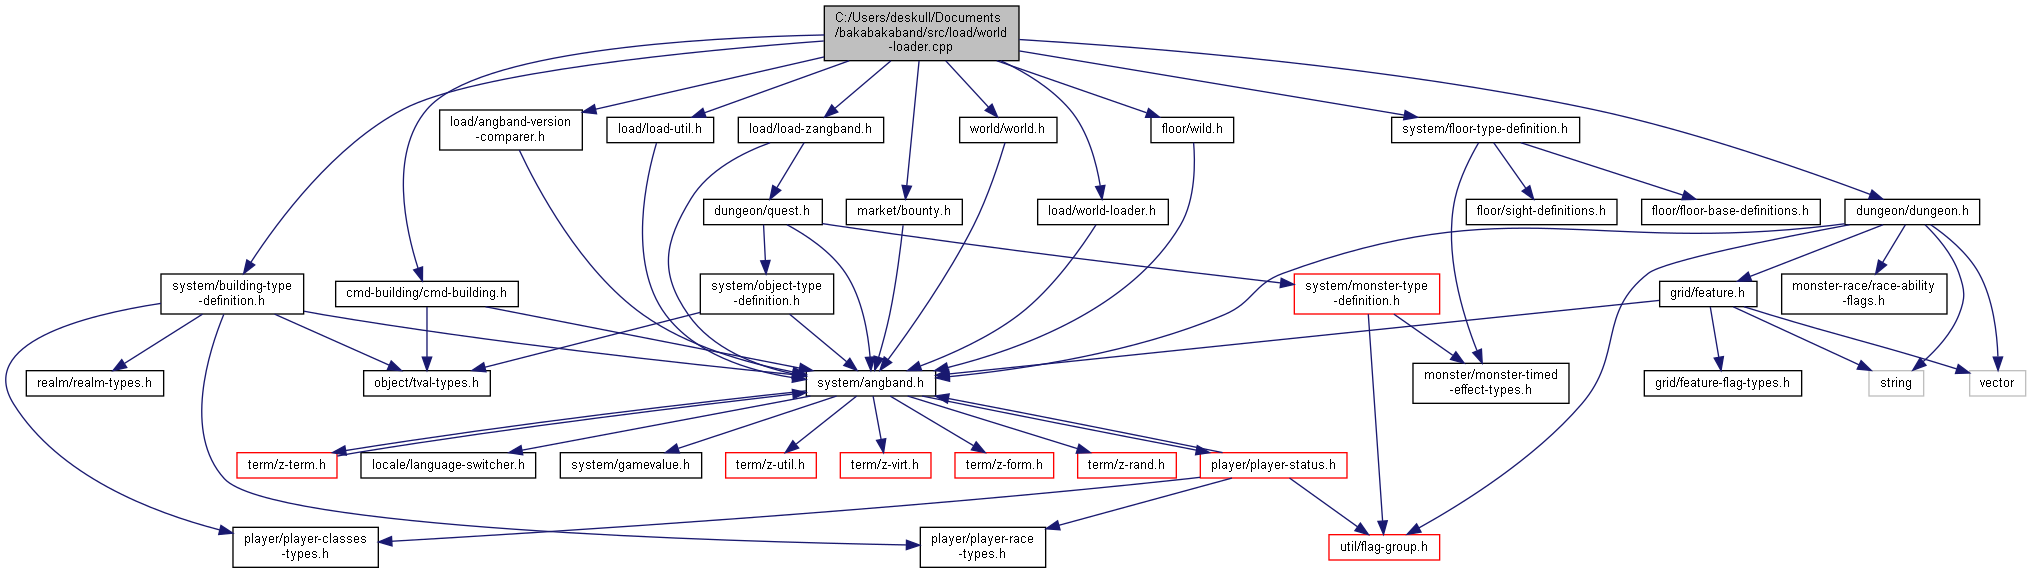 C:/Users/deskull/Documents
/bakabakaband/src/load/world
-loader.cpp
load/angband-version
-comparer.h
load/load-util.h
load/load-zangband.h
world/world.h
floor/wild.h
system/floor-type-definition.h
dungeon/quest.h
market/bounty.h
load/world-loader.h
floor/sight-definitions.h
floor/floor-base-definitions.h
dungeon/dungeon.h
system/building-type
-definition.h
cmd-building/cmd-building.h
system/object-type
-definition.h
system/monster-type
-definition.h
grid/feature.h
monster-race/race-ability
-flags.h
realm/realm-types.h
object/tval-types.h
system/angband.h
monster/monster-timed
-effect-types.h
grid/feature-flag-types.h
string
vector
term/z-term.h
locale/language-switcher.h
system/gamevalue.h
term/z-util.h
term/z-virt.h
term/z-form.h
term/z-rand.h
player/player-status.h
player/player-classes
-types.h
player/player-race
-types.h
util/flag-group.h